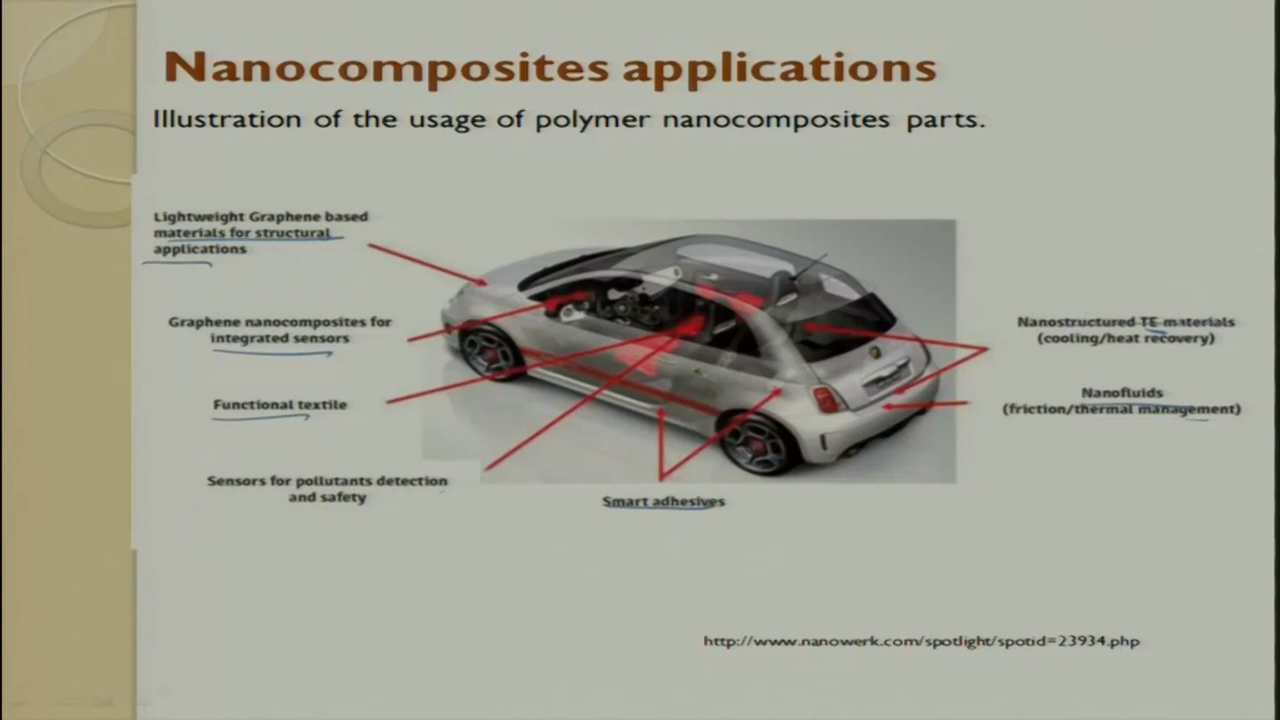 Nanocomposites applications
Illustration of the usage of polymer nanocomposites parts.
Lightweight Graphene based
materials for structural
applications
Graphene nanocomposites for
integrated sensors
Functional textile
Sensors for pollutants detection
and safety
Smart adhesives
Nanostructured TE materials
(cooling/heat recovery)
Nanofluids
(friction/thermal management)
http://www.nanowerk.com/spotlight/spotid=23934.php